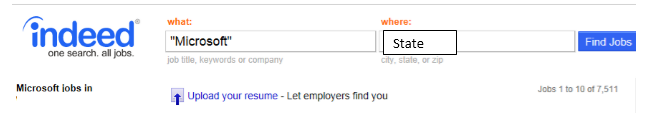 indeed®
one search. all jobs.
what:
where:
"Microsoft"
State
Find Jobs
job title, keywords or company
city, state, or zip
Microsoft jobs in
Upload your resume - Let employers find you
Jobs 1 to 10 of 7,511